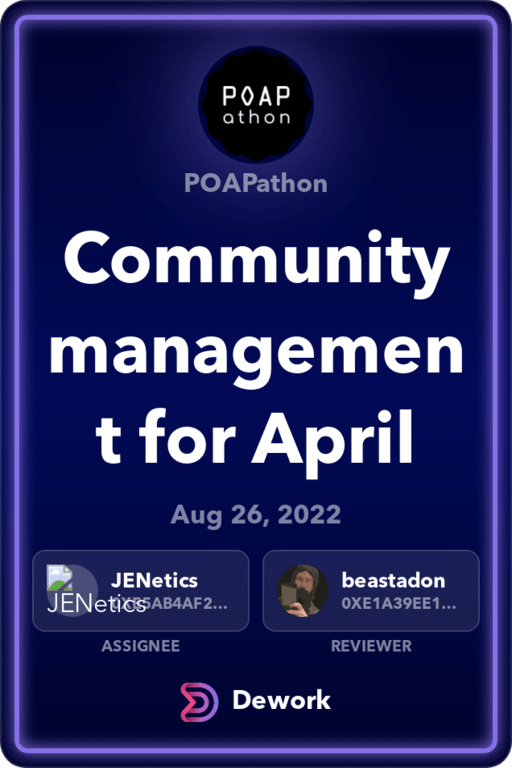 POAP
athon
POAPathon
Community
managemen
t for April
Aug 26, 2022
JENetics
JENetics
beastadon
0XE1A39EE1...
ASSIGNEE
REVIEWER
Dework